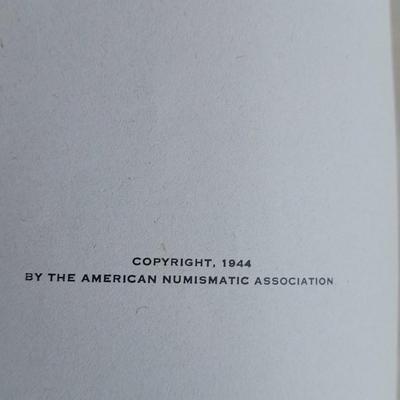 COPYRIGHT, 1944
BY THE AMERICAN NUMISMATIC ASSOCIATION